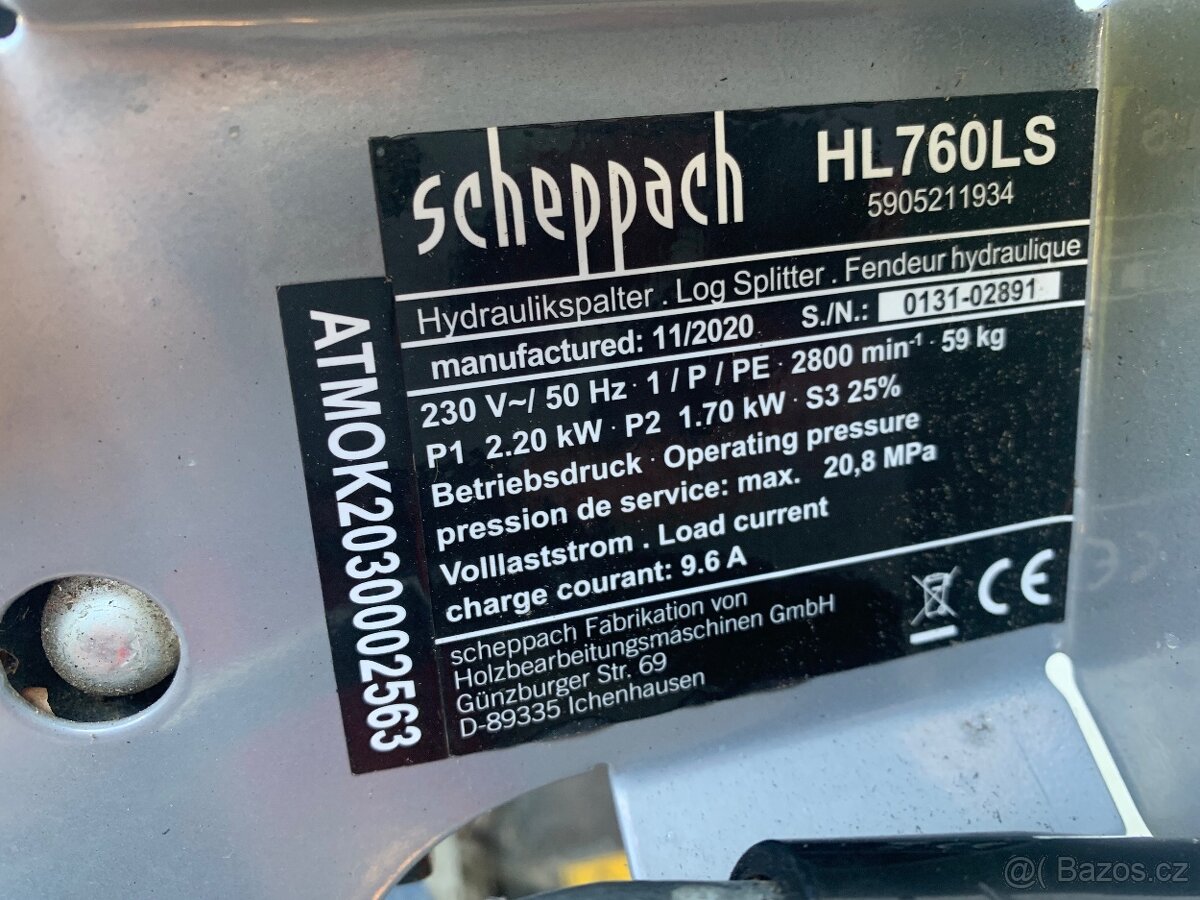 scheppach
HL760LS
5905211934
Hydraulikspalter . Log Splitter . Fendeur hydraulique
manufactured: 11/2020 S./N.: 0131-02891
230 V~/ 50 Hz · 1 / P / PE · 2800 min⁻¹ · 59 kg
P1 2.20 kW · P2 1.70 kW · S3 25%
Betriebsdruck · Operating pressure
pression de service: max. 20,8 MPa
Volllaststrom . Load current
charge courant: 9.6 A
scheppach Fabrikation von
Holzbearbeitungsmaschinen GmbH
Günzburger Str. 69
D-89335 Ichenhausen
CE
ATMOK2030002563
@( Bazos.cz